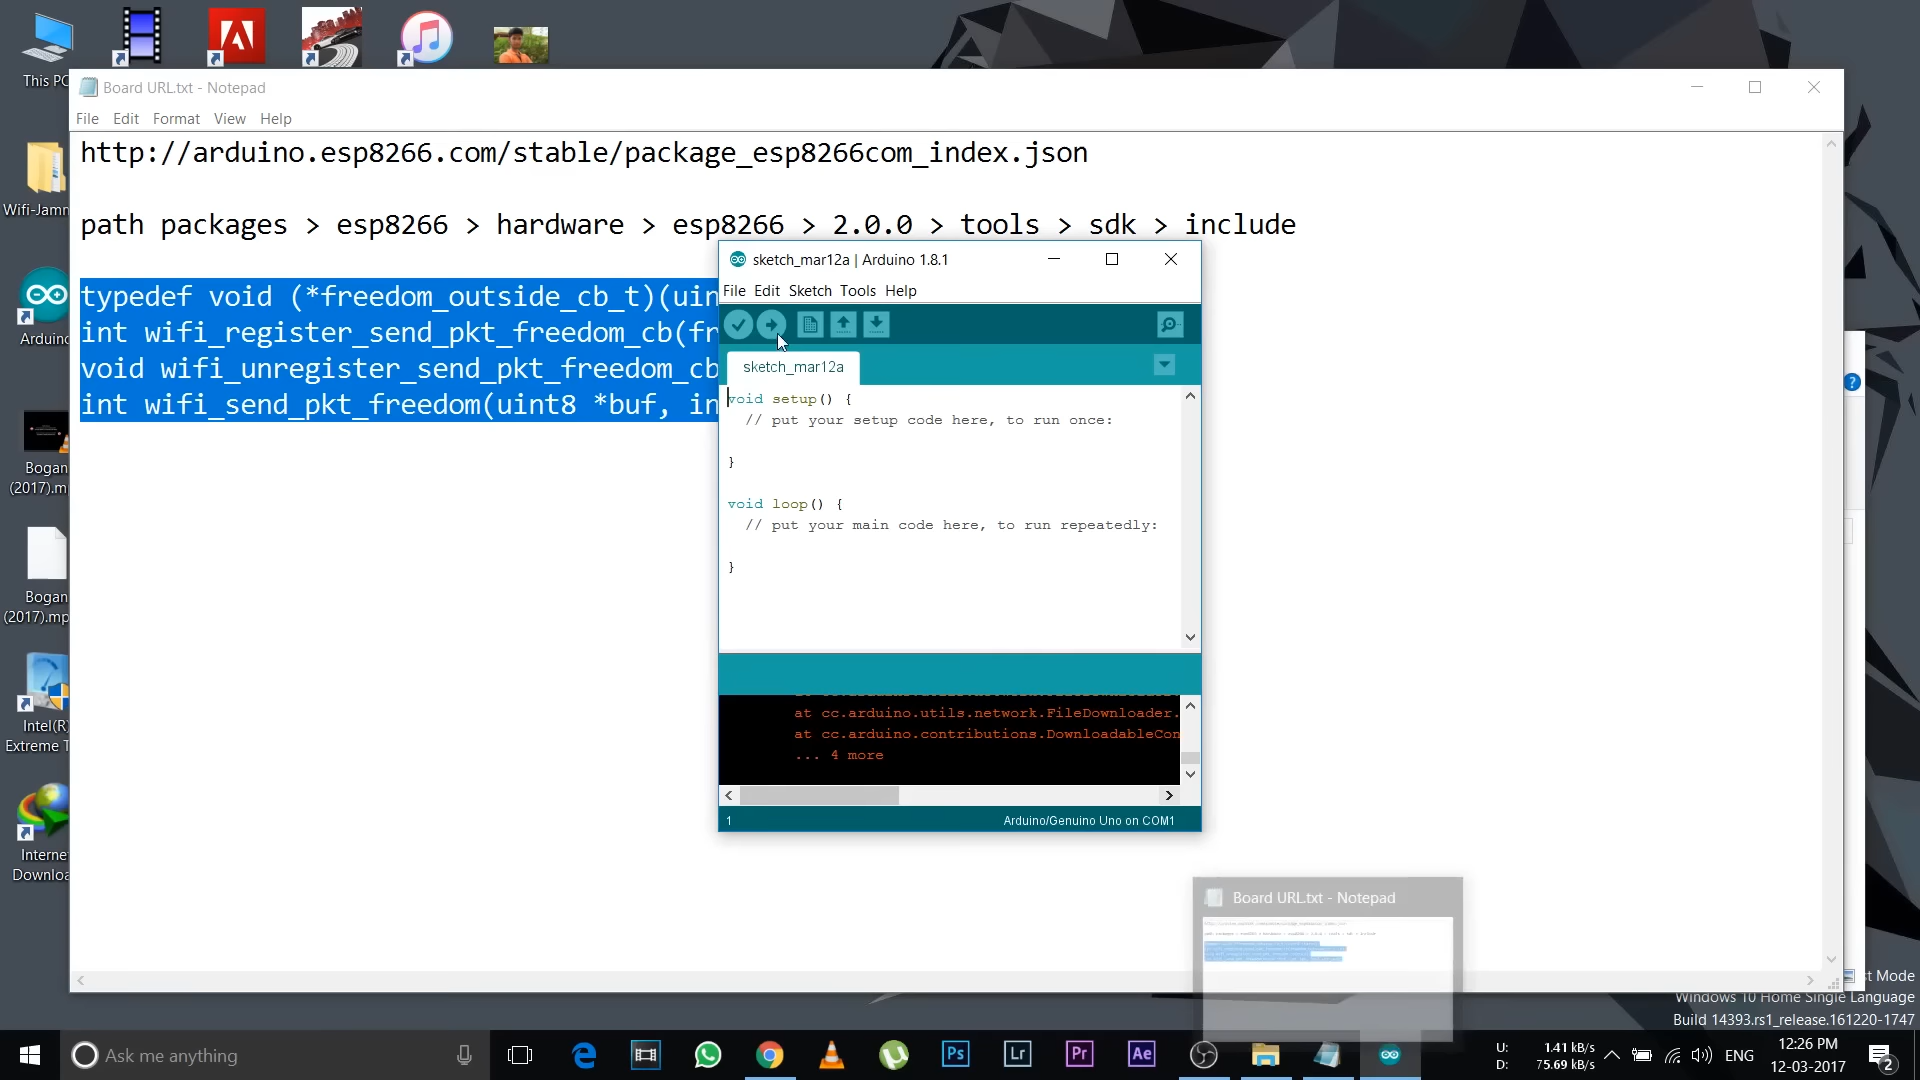 This PC
Board URL.txt - Notepad
File Edit Format View Help
http://arduino.esp8266.com/stable/package_esp8266com_index.json
path packages > esp8266 > hardware > esp8266 > 2.0.0 > tools > sdk > include
typedef void (*freedom_outside_cb_t)(uin
int wifi_register_send_pkt_freedom_cb(fr
void wifi_unregister_send_pkt_freedom_cb
int wifi_send_pkt_freedom(uint8 *buf, in
Wifi-Jamm
Arduino
Bogan
(2017).m
Bogan
(2017).mp
Intel(R)
Extreme T
Interne
Downloa
sketch_mar12a | Arduino 1.8.1
File Edit Sketch Tools Help
sketch_mar12a
void setup() {
// put your setup code here, to run once:
}
void loop() {
// put your main code here, to run repeatedly:
}
at cc.arduino.utils.network.FileDownloader.
at cc.arduino.contributions.DownloadableCon
... 4 more
1
Arduino/Genuino Uno on COM1
Board URL.txt - Notepad
st Mode
Windows 10 Home Single Language
Build 14393.rs1_release.161220-1747
Ask me anything
Ps
Lr
Pr
Ae
U: 1.41 kB/s
D: 75.69 kB/s
ENG
12:26 PM
12-03-2017
2